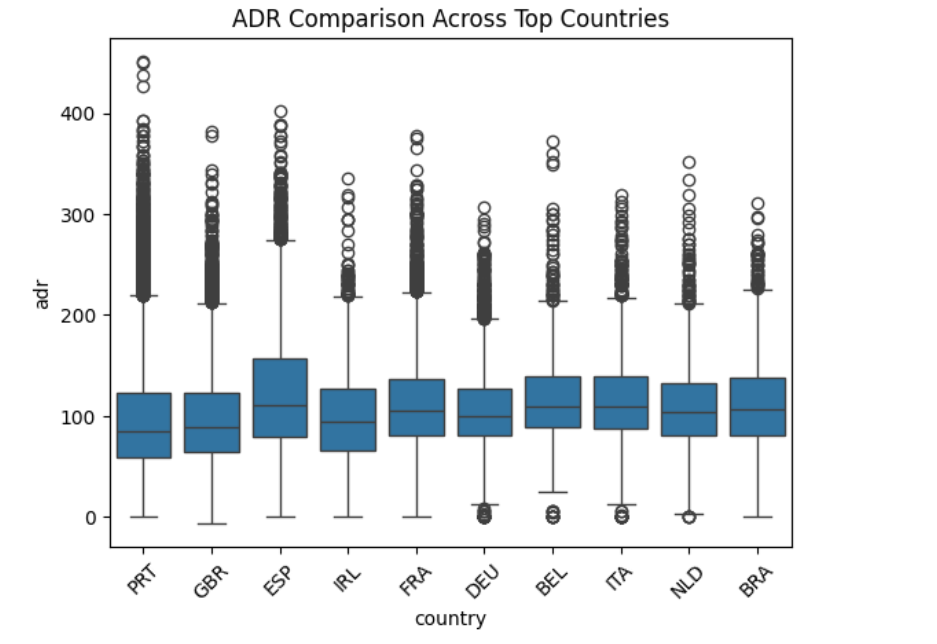 ADR Comparison Across Top Countries
adr
400
300
200
100
0
PRT GBR ESP IRL FRA DEU BEL ITA NLD BRA
country